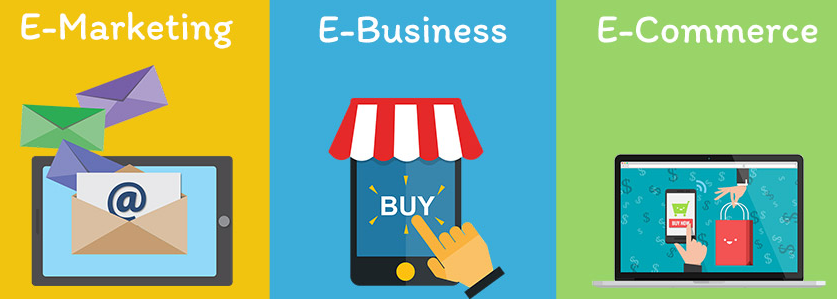 E-Marketing
E-Business
E-Commerce
@
BUY
BUY NOW